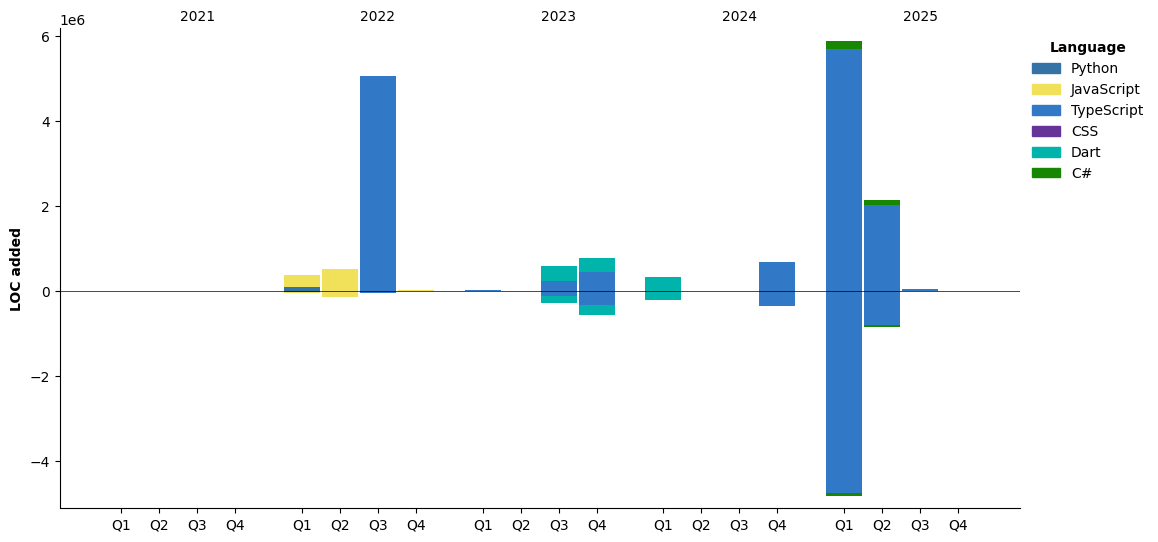 2021 2022 2023 2024 2025
1e6
6
4
2
0
−2
−4
LOC added
Q1 Q2 Q3 Q4 Q1 Q2 Q3 Q4 Q1 Q2 Q3 Q4 Q1 Q2 Q3 Q4 Q1 Q2 Q3 Q4
Language
Python
JavaScript
TypeScript
CSS
Dart
C#